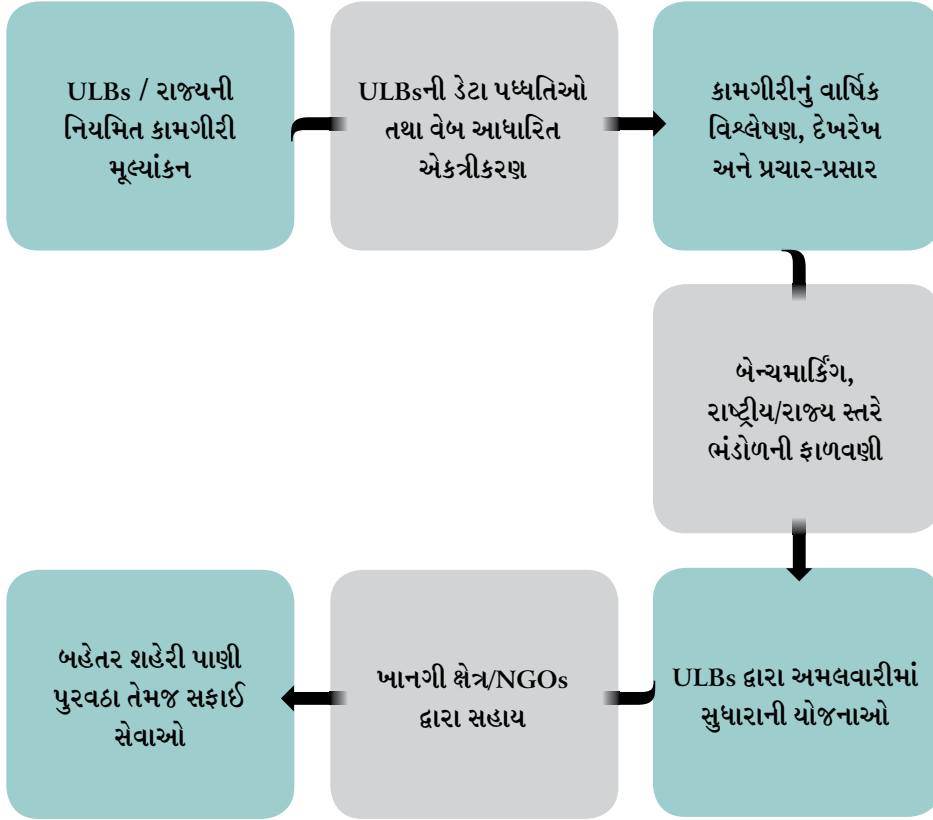 ULBs / રાજ્યની
નિયમિત કામગીરી
મૂલ્યાંકન
ULBsની ડેટા પધ્ધતિઓ
તથા વેબ આધારિત
એકત્રીકરણ
કામગીરીનું વાર્ષિક
વિશ્લેષણ, દેખરેખ
અને પ્રચાર-પ્રસાર
બેન્ચમાર્કિંગ,
રાષ્ટ્રીય/રાજ્ય સ્તરે
ભંડોળની ફાળવણી
ULBs દ્વારા અમલવારીમાં
સુધારાની યોજનાઓ
ખાનગી ક્ષેત્ર/NGOs
દ્વારા સહાય
બહેતર શહેરી પાણી
પુરવઠા તેમજ સફાઈ
સેવાઓ